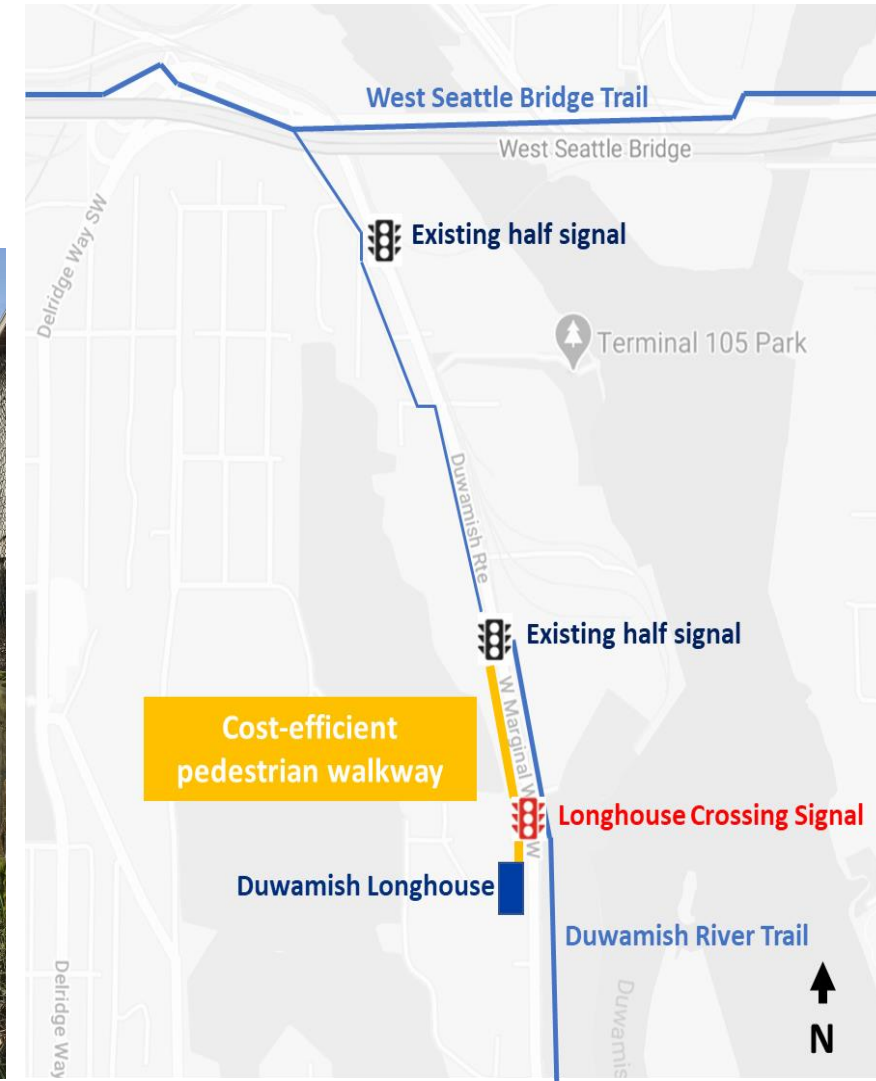 West Seattle Bridge Trail
West Seattle Bridge
Delridge Way SW
Existing half signal
Terminal 105 Park
Duwamish Rte
Existing half signal
W Marginal W
W
Cost-efficient
pedestrian walkway
Longhouse Crossing Signal
Duwamish Longhouse
Duwamish River Trail
Delridge Way
Duwamis
N